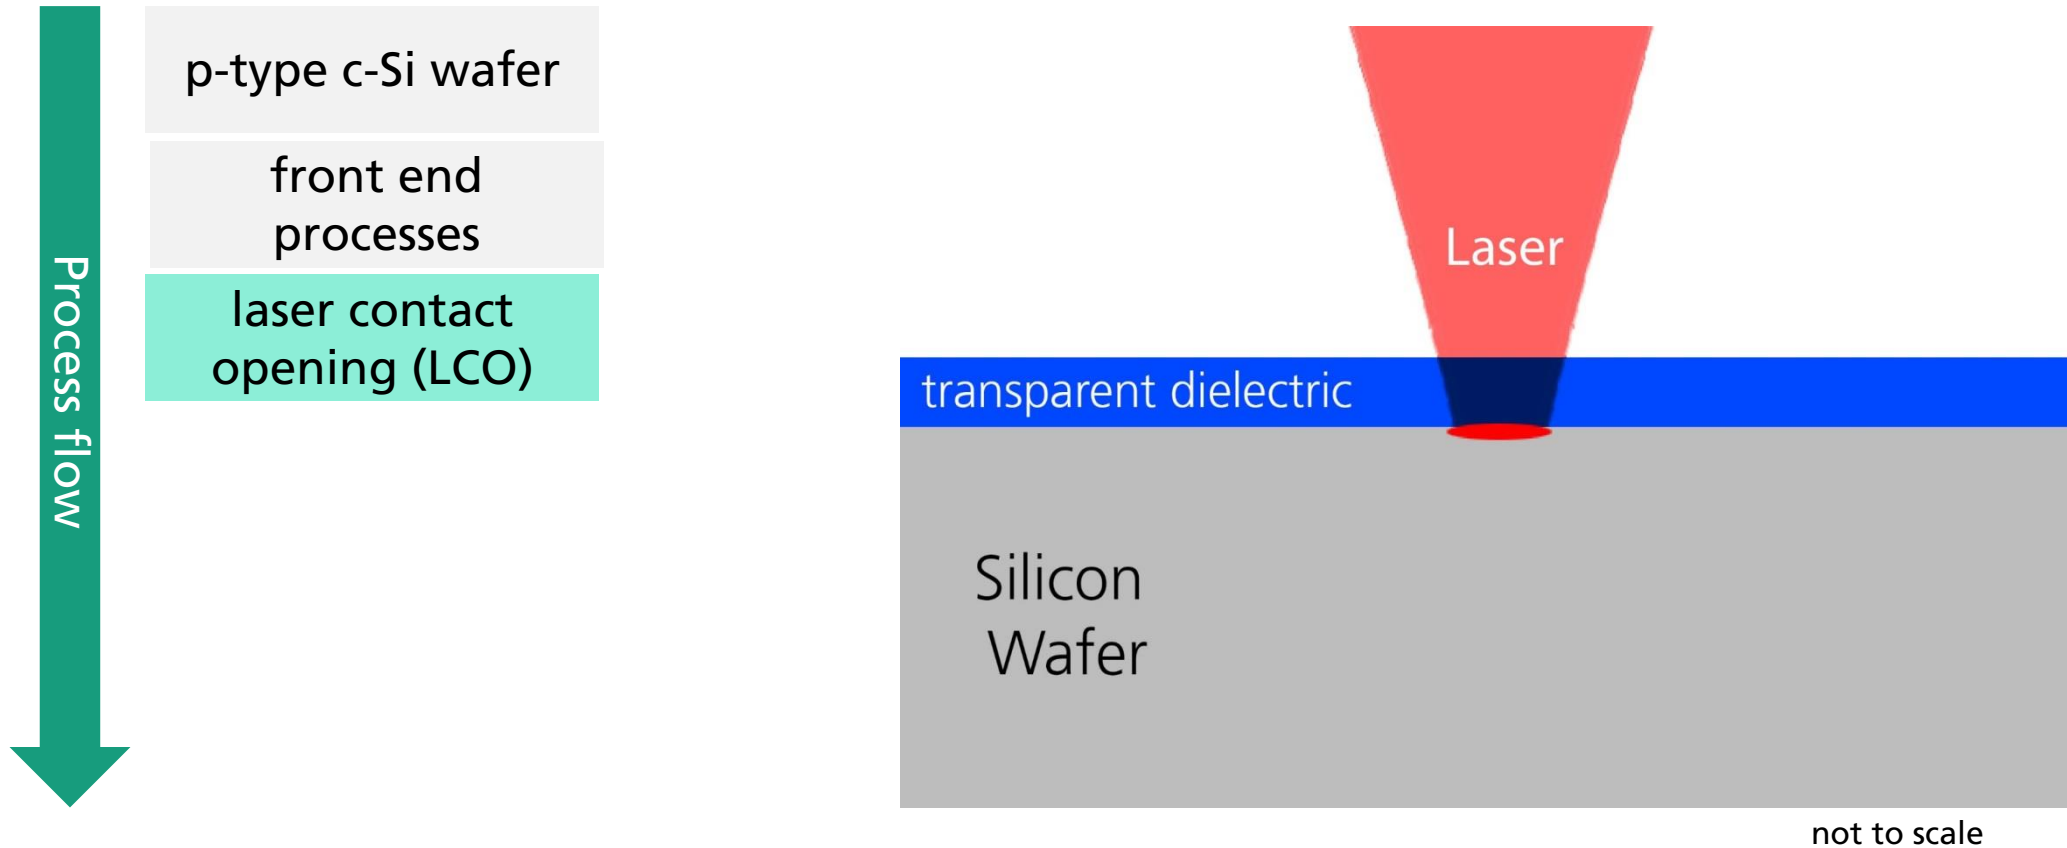 Process flow
p-type c-Si wafer
front end
processes
laser contact
opening (LCO)
Laser
transparent dielectric
Silicon
Wafer
not to scale